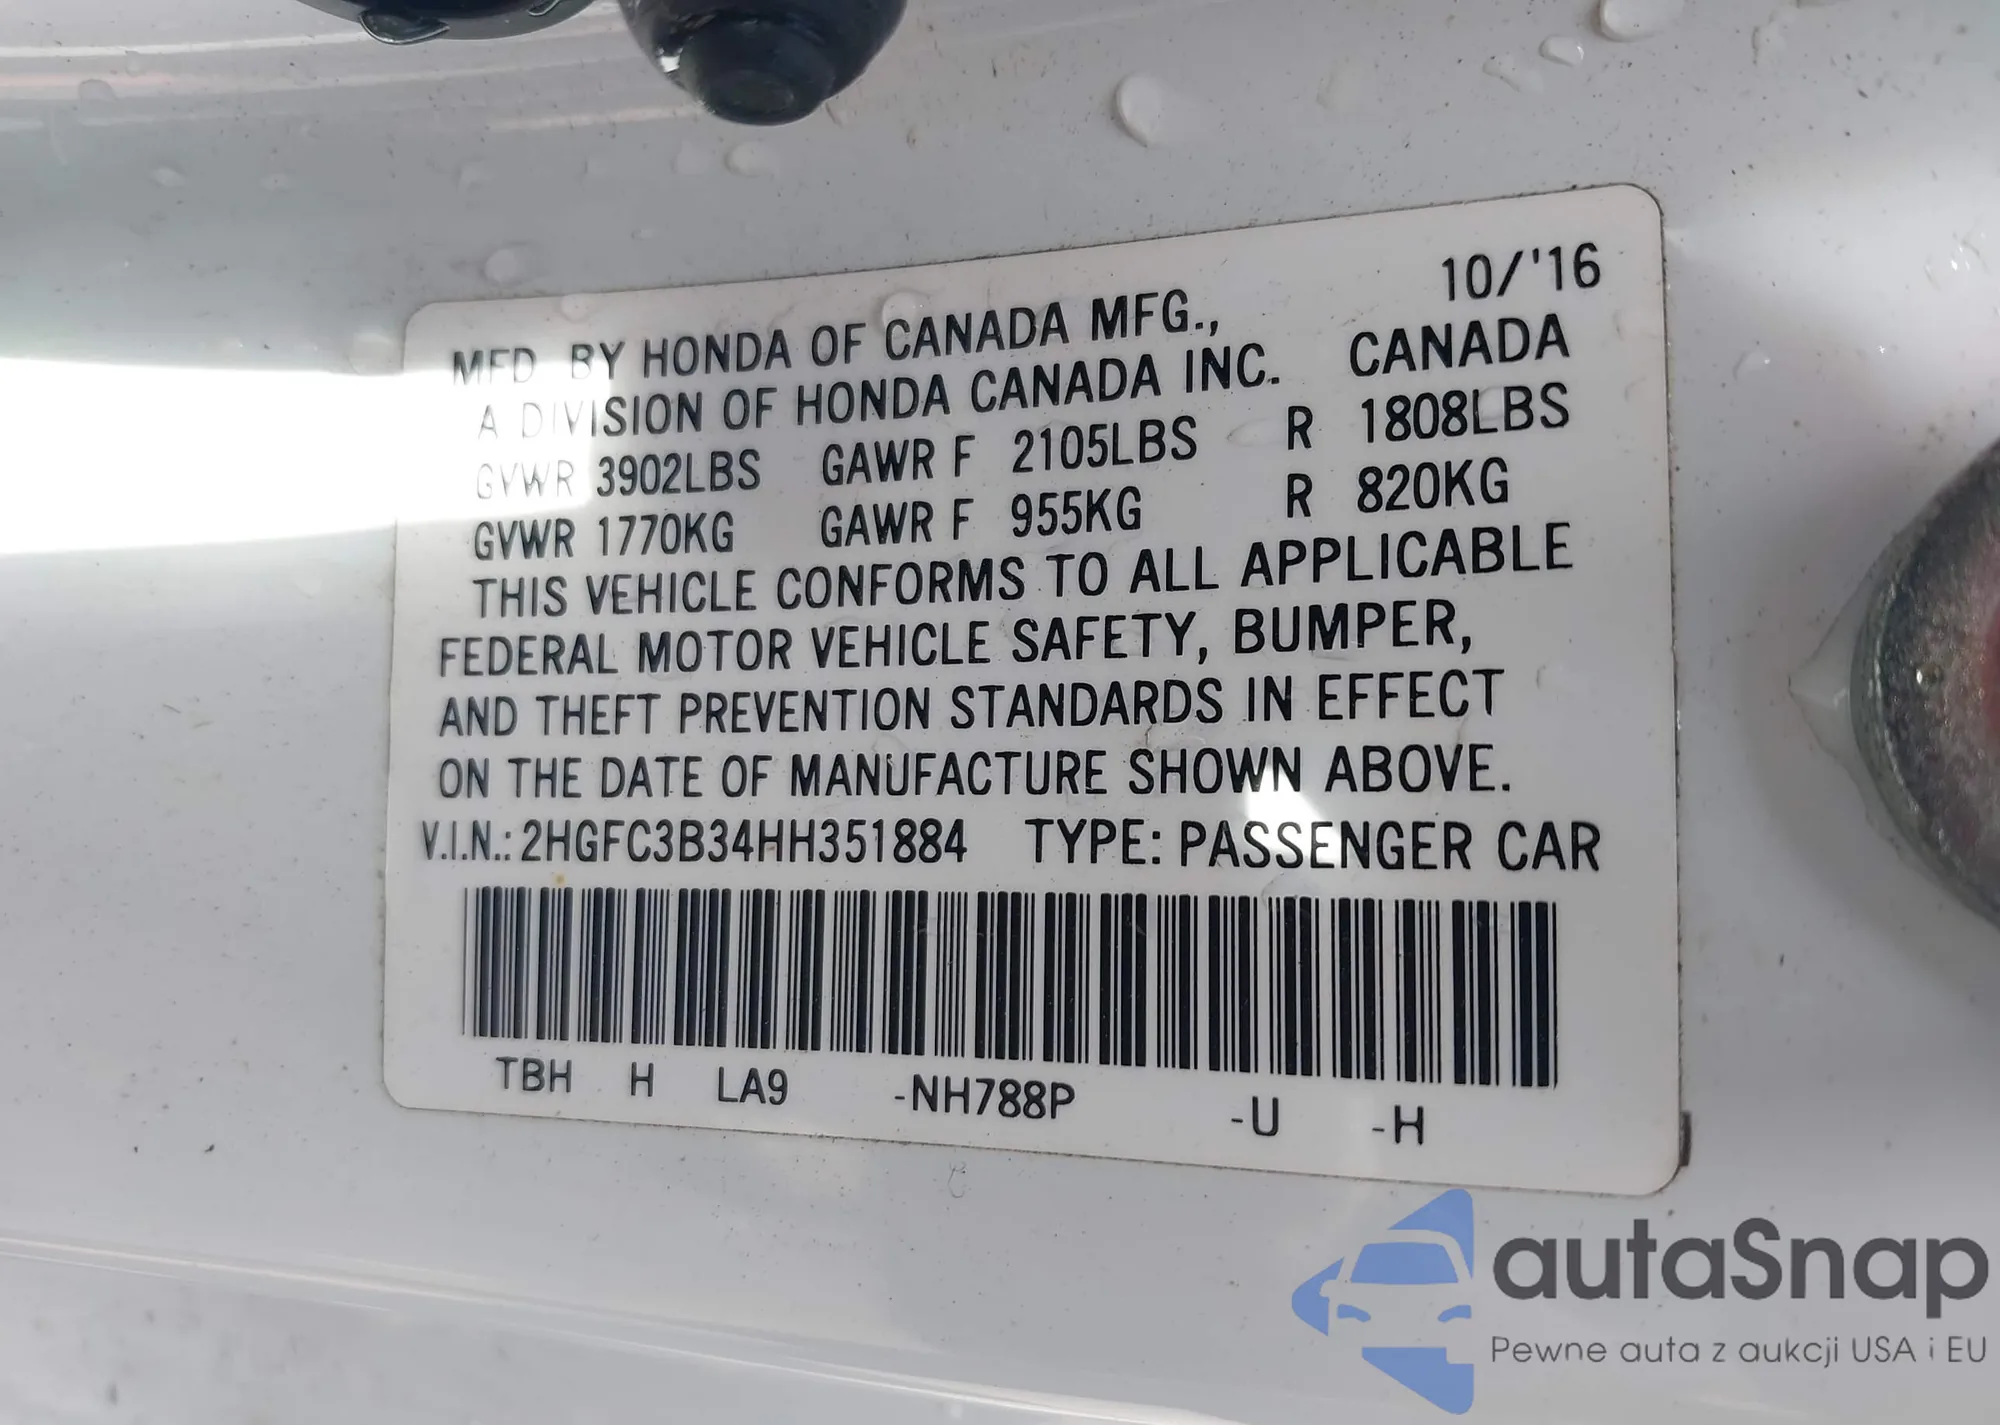 10/'16
MFD BY HONDA OF CANADA MFG.,
A DIVISION OF HONDA CANADA INC. CANADA
GVWR 3902LBS GAWR F 2105LBS R 1808LBS
GVWR 1770KG GAWR F 955KG R 820KG
THIS VEHICLE CONFORMS TO ALL APPLICABLE
FEDERAL MOTOR VEHICLE SAFETY, BUMPER,
AND THEFT PREVENTION STANDARDS IN EFFECT
ON THE DATE OF MANUFACTURE SHOWN ABOVE.
V.I.N.: 2HGFC3B34HH351884 TYPE: PASSENGER CAR
TBH H LA9 -NH788P -U -H
autaSnap
Pewne auta z aukcji USA i EU